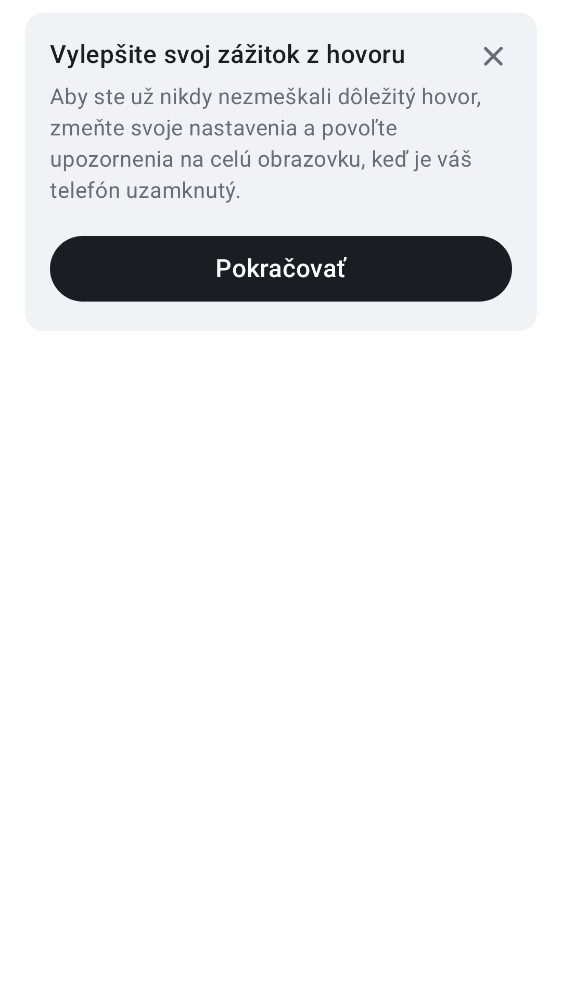 Vylepšite svoj zážitok z hovoru
Aby ste už nikdy nezmeškali dôležitý hovor,
zmeňte svoje nastavenia a povoľte
upozornenia na celú obrazovku, keď je váš
telefón uzamknutý.
Pokračovať